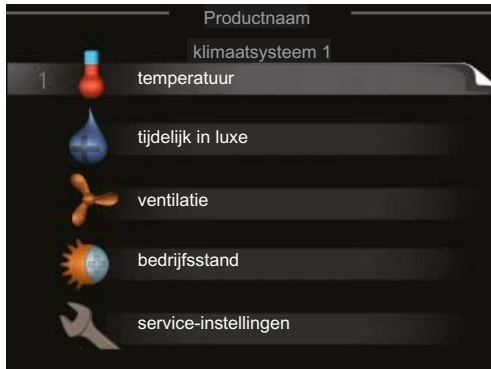 Productnaam
klimaatsysteem 1
1 temperatuur
tijdelijk in luxe
ventilatie
bedrijfsstand
service-instellingen